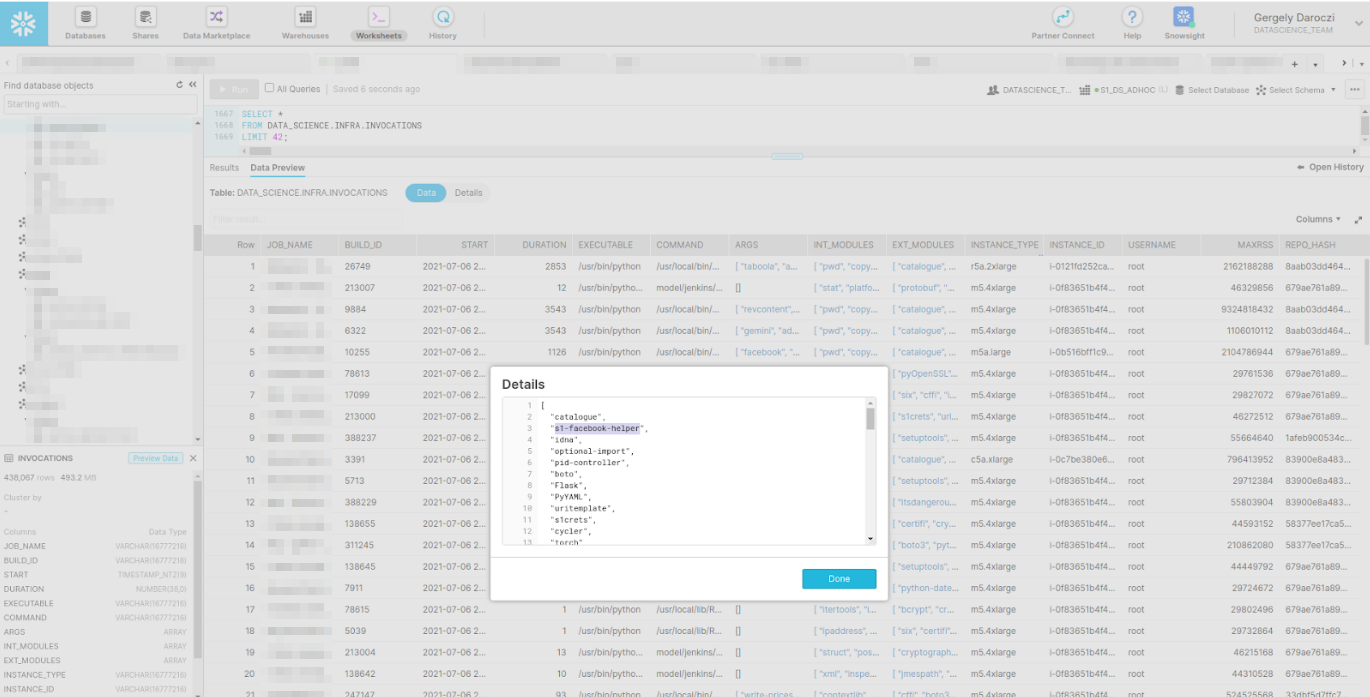 Databases Shares Data Marketplace Warehouses Worksheets History Partner Connect Help Snowsight Gergely Daroczi
DATASCIENCE_TEAM
Find database objects
Starting with...
Run All Queries | Saved 6 seconds ago DATASCIENCE_T... S1_DS_ADHOC (L) Select Database Select Schema
1667 SELECT *
1668 FROM DATA_SCIENCE.INFRA.INVOCATIONS
1669 LIMIT 42;
Results Data Preview Open History
Table: DATA_SCIENCE.INFRA.INVOCATIONS Data Details
Filter result...
Columns
Row JOB_NAME BUILD_ID START DURATION EXECUTABLE COMMAND ARGS INT_MODULES EXT_MODULES INSTANCE_TYPE INSTANCE_ID USERNAME MAXRSS REPO_HASH
1 26749 2021-07-06 2... 2853 /usr/bin/python /usr/local/bin/... [ "taboola", "a... [ "pwd", "copy... [ "catalogue", ... r5a.2xlarge i-0121fd252ca... root 2162188288 8aab03dd464...
2 213007 2021-07-06 2... 12 /usr/bin/pytho... model/jenkins/... [] [ "stat", "platfo... [ "protobuf", "... m5.4xlarge i-0f83651b4f4... root 46329856 679ae761a89...
3 9884 2021-07-06 2... 3543 /usr/bin/python /usr/local/bin/... [ "revcontent",... [ "pwd", "copy... [ "catalogue", ... m5.4xlarge i-0f83651b4f4... root 9324818432 8aab03dd464...
4 6322 2021-07-06 2... 3543 /usr/bin/python /usr/local/bin/... [ "gemini", "ad... [ "pwd", "copy... [ "catalogue", ... m5.4xlarge i-0f83651b4f4... root 1106010112 8aab03dd464...
5 10255 2021-07-06 2... 1126 /usr/bin/python /usr/local/bin/... [ "facebook", "... [ "pwd", "copy... [ "catalogue", ... m5a.large i-0b516bff1c9... root 2104786944 679ae761a89...
6 78613 2021-07-06 2... [ "pyOpenSSL"... m5.4xlarge i-0f83651b4f4... root 29761536 679ae761a89...
7 17099 2021-07-06 2... [ "six", "cffi", "i... m5.4xlarge i-0f83651b4f4... root 29827072 679ae761a89...
8 213000 2021-07-06 2... [ "s1crets", "url... m5.4xlarge i-0f83651b4f4... root 46272512 679ae761a89...
9 388237 2021-07-06 2... [ "setuptools", ... m5.4xlarge i-0f83651b4f4... root 55664640 1afeb900534c...
10 3391 2021-07-06 2... [ "catalogue", ... c5a.xlarge i-0c7be380e6... root 796413952 83900e8a483...
11 5713 2021-07-06 2... [ "setuptools", ... m5.4xlarge i-0f83651b4f4... root 29712384 83900e8a483...
12 388229 2021-07-06 2... [ "itsdangerou... m5.4xlarge i-0f83651b4f4... root 55803904 83900e8a483...
13 138655 2021-07-06 2... [ "certifi", "cry... m5.4xlarge i-0f83651b4f4... root 44593152 58377ee17ca5...
14 311245 2021-07-06 2... [ "boto3", "pyt... m5.4xlarge i-0f83651b4f4... root 210862080 58377ee17ca5...
15 138645 2021-07-06 2... [ "setuptools", ... m5.4xlarge i-0f83651b4f4... root 44449792 679ae761a89...
16 7911 2021-07-06 2... [ "python-date... m5.4xlarge i-0f83651b4f4... root 29724672 679ae761a89...
17 78615 2021-07-06 2... 1 /usr/bin/python /usr/local/lib/R... [] [ "itertools", "i... [ "bcrypt", "cr... m5.4xlarge i-0f83651b4f4... root 29802496 679ae761a89...
18 5039 2021-07-06 2... 1 /usr/bin/python /usr/local/lib/R... [] [ "ipaddress", ... [ "six", "certifi"... m5.4xlarge i-0f83651b4f4... root 29732864 679ae761a89...
19 213004 2021-07-06 2... 13 /usr/bin/pytho... model/jenkins/... [] [ "struct", "pos... [ "cryptograph... m5.4xlarge i-0f83651b4f4... root 46215168 679ae761a89...
20 138642 2021-07-06 2... 10 /usr/bin/pytho... model/jenkins/... [] [ "xml", "inspe... [ "jmespath", "... m5.4xlarge i-0f83651b4f4... root 44310528 679ae761a89...
21 247147 2021-07-06 2... 93 /usr/bin/python /usr/local/bin/... [ "write-prices... [ "contextlib", ... [ "cffi", "boto3... m5.4xlarge i-0f83651b4f4... root 524525568
Details
1 [
2 "catalogue",
3 "s1-facebook-helper",
4 "idna",
5 "optional-import",
6 "pid-controller",
7 "boto",
8 "Flask",
9 "PyYAML",
10 "uritemplate",
11 "s1crets",
12 "cycler",
13 "torch"
Done
INVOCATIONS Preview Data
438,067 rows 493.2 MB
Cluster by
-
Columns Data Type
JOB_NAME VARCHAR(16777216)
BUILD_ID VARCHAR(16777216)
START TIMESTAMP_NTZ(9)
DURATION NUMBER(38,0)
EXECUTABLE VARCHAR(16777216)
COMMAND VARCHAR(16777216)
ARGS ARRAY
INT_MODULES ARRAY
EXT_MODULES ARRAY
INSTANCE_TYPE VARCHAR(16777216)
INSTANCE_ID VARCHAR(16777216)